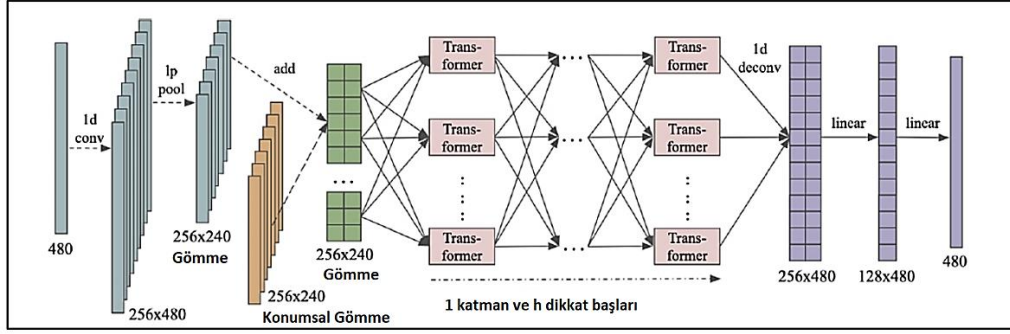 480
1d
conv
256x480
lp
pool
256x240
Gömme
add
256x240
Konumsal Gömme
...
256x240
Gömme
Trans-
former
Trans-
former
Trans-
former
...
...
...
Trans-
former
Trans-
former
Trans-
former
1 katman ve h dikkat başları
1d
deconv
256x480
linear
128x480
linear
480